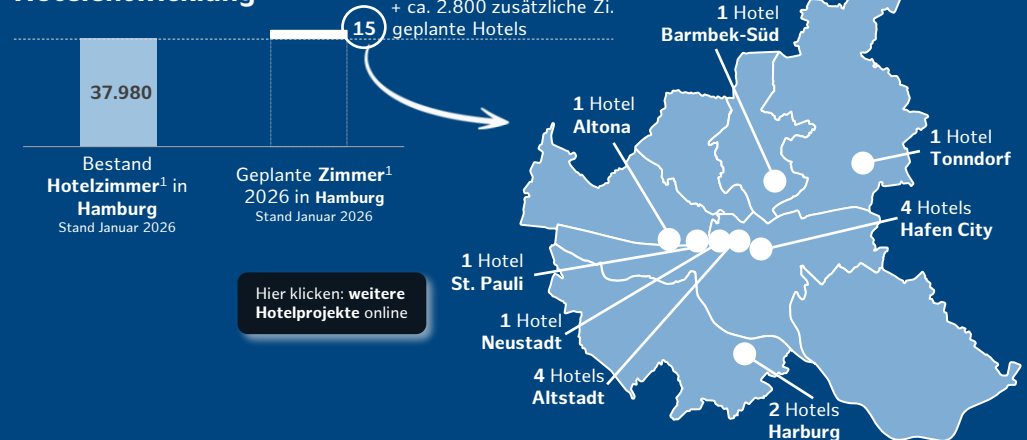 Hotelentwicklung
+ ca. 2.800 zusätzliche Zi.
15 geplante Hotels
37.980
Bestand
Hotelzimmer¹ in
Hamburg
Stand Januar 2026
Geplante Zimmer¹
2026 in Hamburg
Stand Januar 2026
Hier klicken: weitere
Hotelprojekte online
1 Hotel
Barmbek-Süd
1 Hotel
Altona
1 Hotel
Tonndorf
4 Hotels
Hafen City
1 Hotel
St. Pauli
1 Hotel
Neustadt
4 Hotels
Altstadt
2 Hotels
Harburg